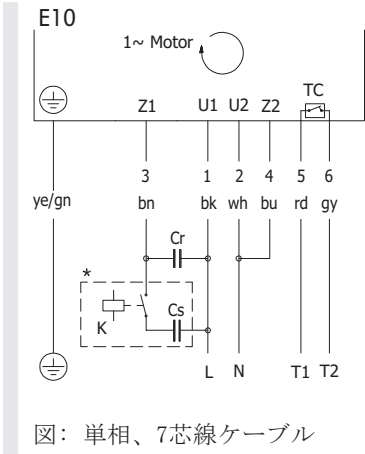 E10
1~ Motor
TC
Z1 U1 U2 Z2
3 1 2 4 5 6
ye/gn bn bk wh bu rd gy
Cr
*
Cs
K
L N T1 T2
図: 単相、7芯線ケーブル